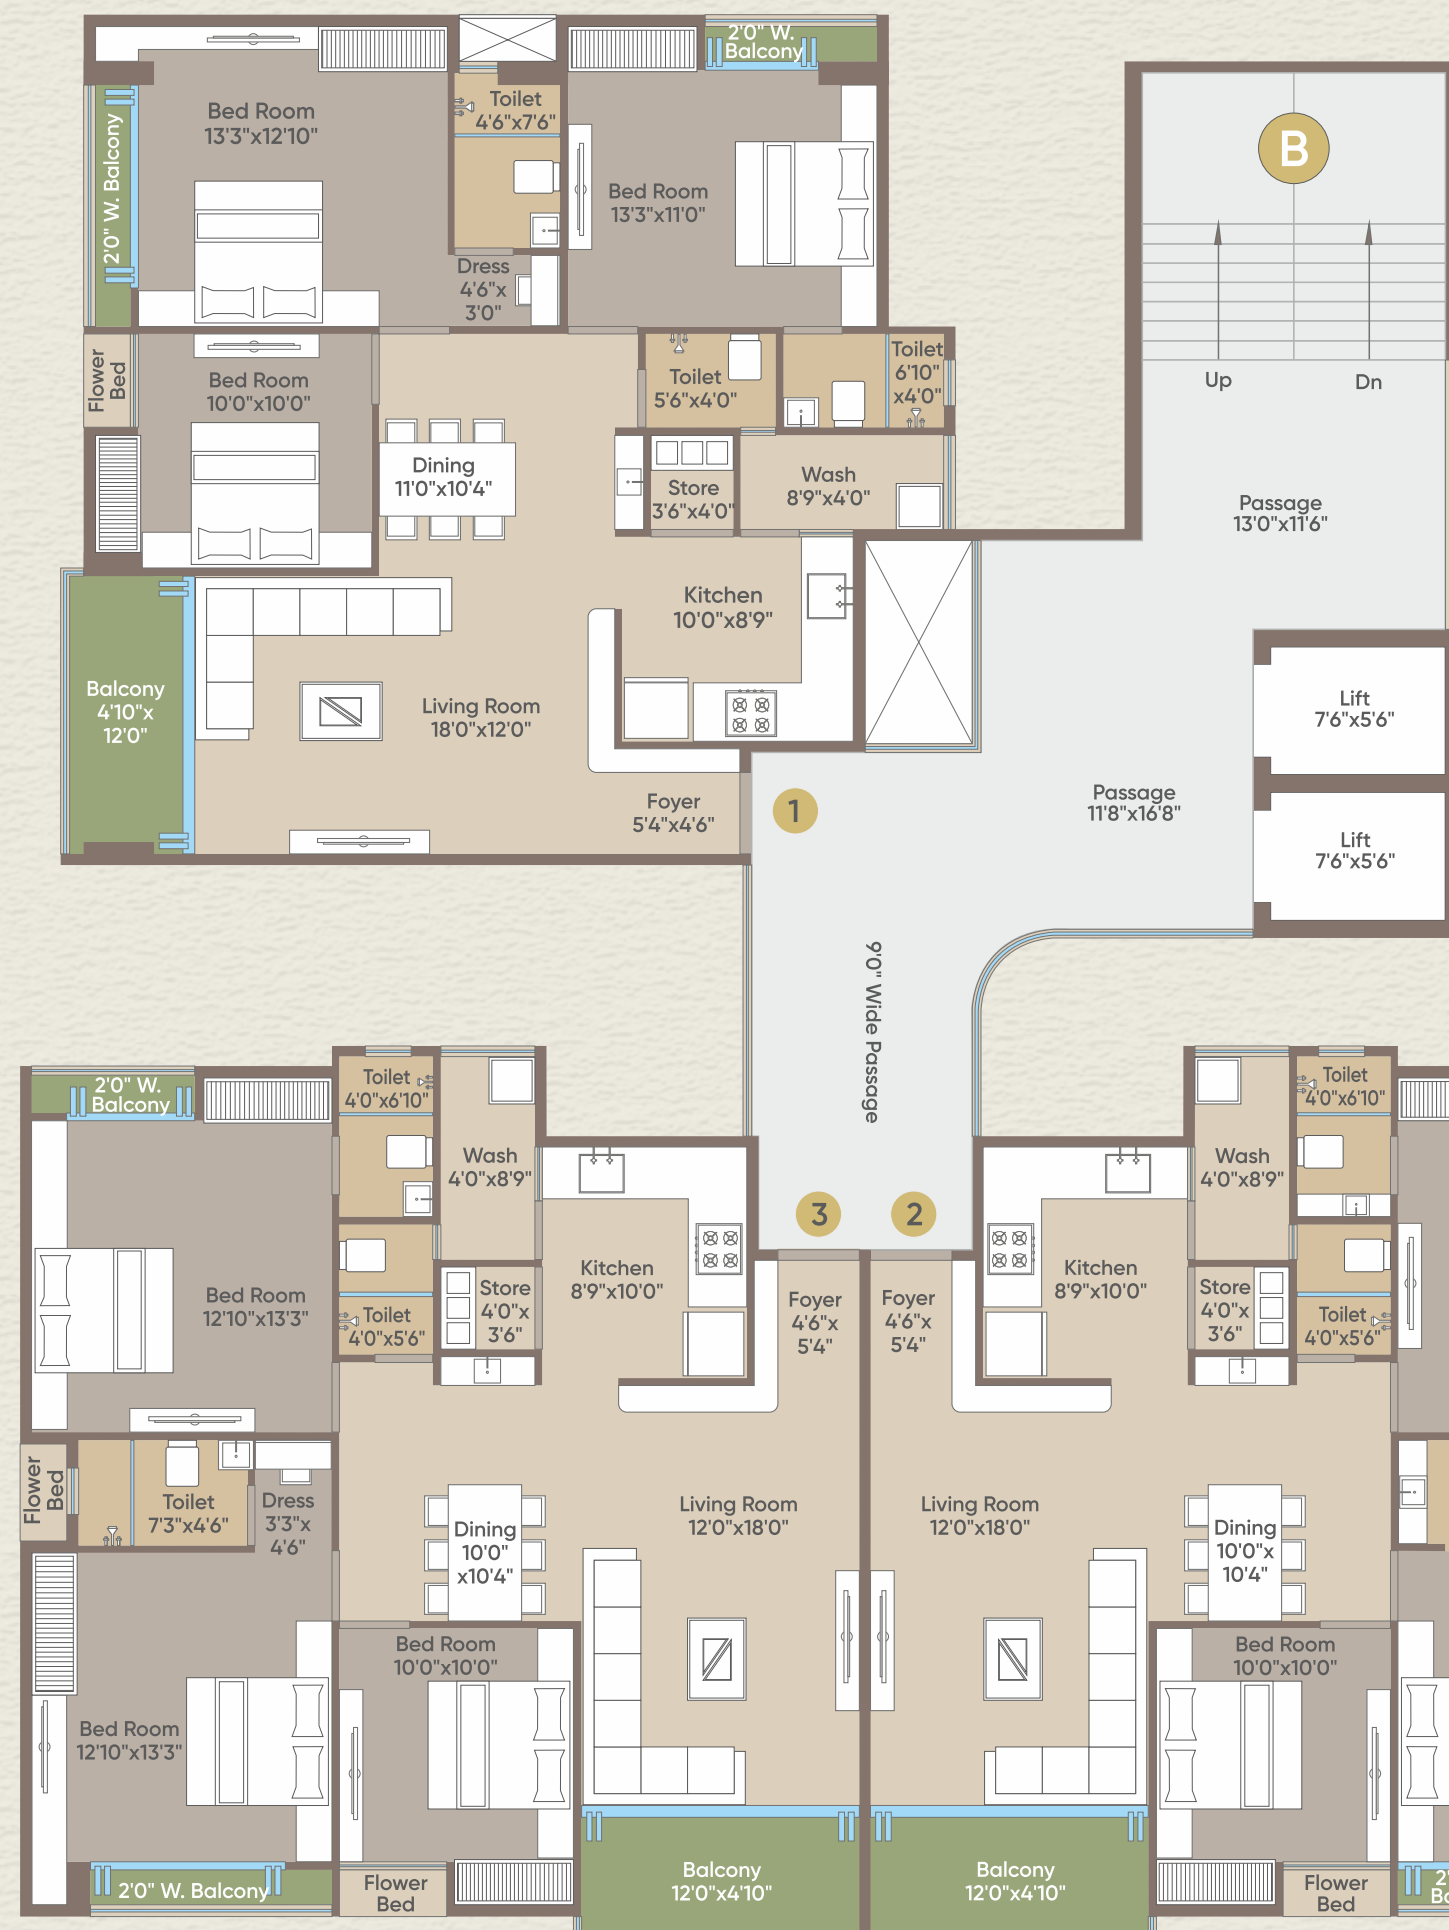 2'0" W.
Balcony
Bed Room
13'3"x12'10"
Toilet
4'6"x7'6"
2'0" W. Balcony
Bed Room
13'3"x11'0"
B
Dress
4'6"x
3'0"
Flower
Bed
Bed Room
10'0"x10'0"
Toilet
5'6"x4'0"
Toilet
6'10"
x4'0"
Up
Dn
Dining
11'0"x10'4"
Store
3'6"x4'0"
Wash
8'9"x4'0"
Passage
13'0"x11'6"
Kitchen
10'0"x8'9"
Balcony
4'10"x
12'0"
Living Room
18'0"x12'0"
Lift
7'6"x5'6"
Foyer
5'4"x4'6"
1
Passage
11'8"x16'8"
Lift
7'6"x5'6"
9'0" Wide Passage
2'0" W.
Balcony
Toilet
4'0"x6'10"
Wash
4'0"x8'9"
3
2
Wash
4'0"x8'9"
Toilet
4'0"x6'10"
Bed Room
12'10"x13'3"
Toilet
4'0"x5'6"
Store
4'0"x
3'6"
Kitchen
8'9"x10'0"
Foyer
4'6"x
5'4"
Foyer
4'6"x
5'4"
Kitchen
8'9"x10'0"
Store
4'0"x
3'6"
Toilet
4'0"x5'6"
Flower
Bed
Toilet
7'3"x4'6"
Dress
3'3"x
4'6"
Dining
10'0"
x10'4"
Living Room
12'0"x18'0"
Living Room
12'0"x18'0"
Dining
10'0"x
10'4"
Bed Room
12'10"x13'3"
Bed Room
10'0"x10'0"
Bed Room
10'0"x10'0"
2'0" W. Balcony
Flower
Bed
Balcony
12'0"x4'10"
Balcony
12'0"x4'10"
Flower
Bed